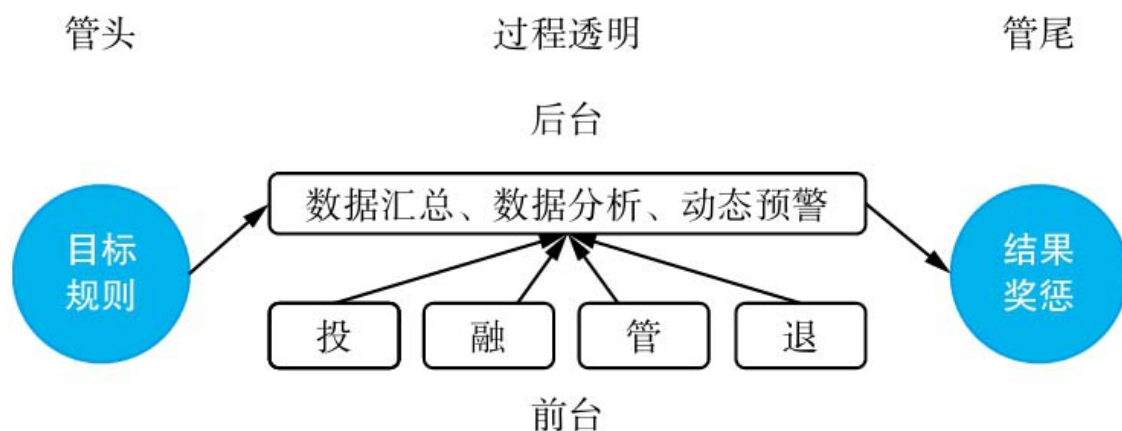 管头
过程透明
管尾
后台
数据汇总、数据分析、动态预警
目标
规则
结果
奖惩
投
融
管
退
前台